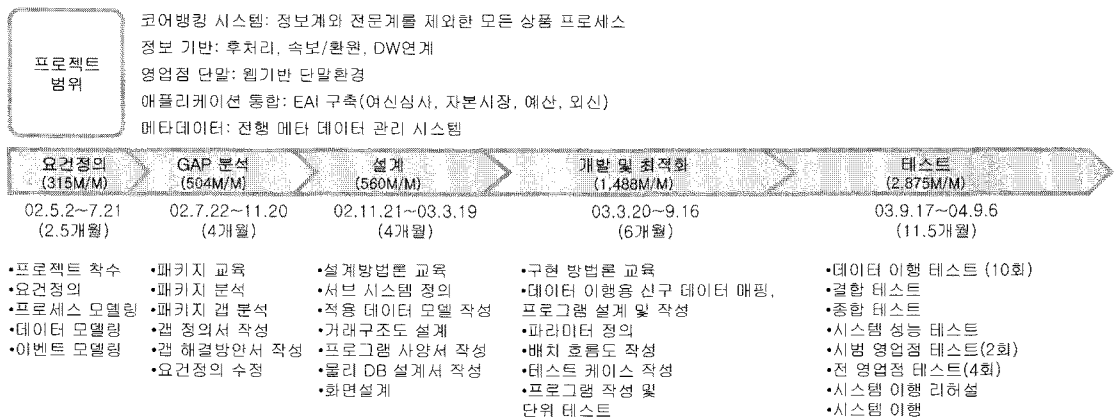 프로젝트
범위
코어뱅킹 시스템: 정보계와 전문계를 제외한 모든 상품 프로세스
정보 기반: 후처리, 속보/환원, DW연계
영업점 단말: 웹기반 단말환경
애플리케이션 통합: EAI 구축(여신심사, 자본시장, 예산, 외신)
메타데이터: 전행 메타 데이터 관리 시스템
요건정의
(315M/M)
02.5.2~7.21
(2.5개월)
•프로젝트 착수
•요건정의
•프로세스 모델링
•데이터 모델링
•이벤트 모델링
GAP 분석
(504M/M)
02.7.22~11.20
(4개월)
•패키지 교육
•패키지 분석
•패키지 갭 분석
•갭 정의서 작성
•갭 해결방안서 작성
•요건정의 수정
설계
(560M/M)
02.11.21~03.3.19
(4개월)
•설계방법론 교육
•서브 시스템 정의
•적용 데이터 모델 작성
•거래구조도 설계
•프로그램 사양서 작성
•물리 DB 설계서 작성
•화면설계
개발 및 최적화
(1,488M/M)
03.3.20~9.16
(6개월)
•구현 방법론 교육
•데이터 이행용 신구 데이터 매핑,
프로그램 설계 및 작성
•파라미터 정의
•배치 흐름도 작성
•테스트 케이스 작성
•프로그램 작성 및
단위 테스트
테스트
(2,875M/M)
03.9.17~04.9.6
(11.5개월)
•데이터 이행 테스트 (10회)
•결합 테스트
•종합 테스트
•시스템 성능 테스트
•시범 영업점 테스트(2회)
•전 영업점 테스트(4회)
•시스템 이행 리허설
•시스템 이행